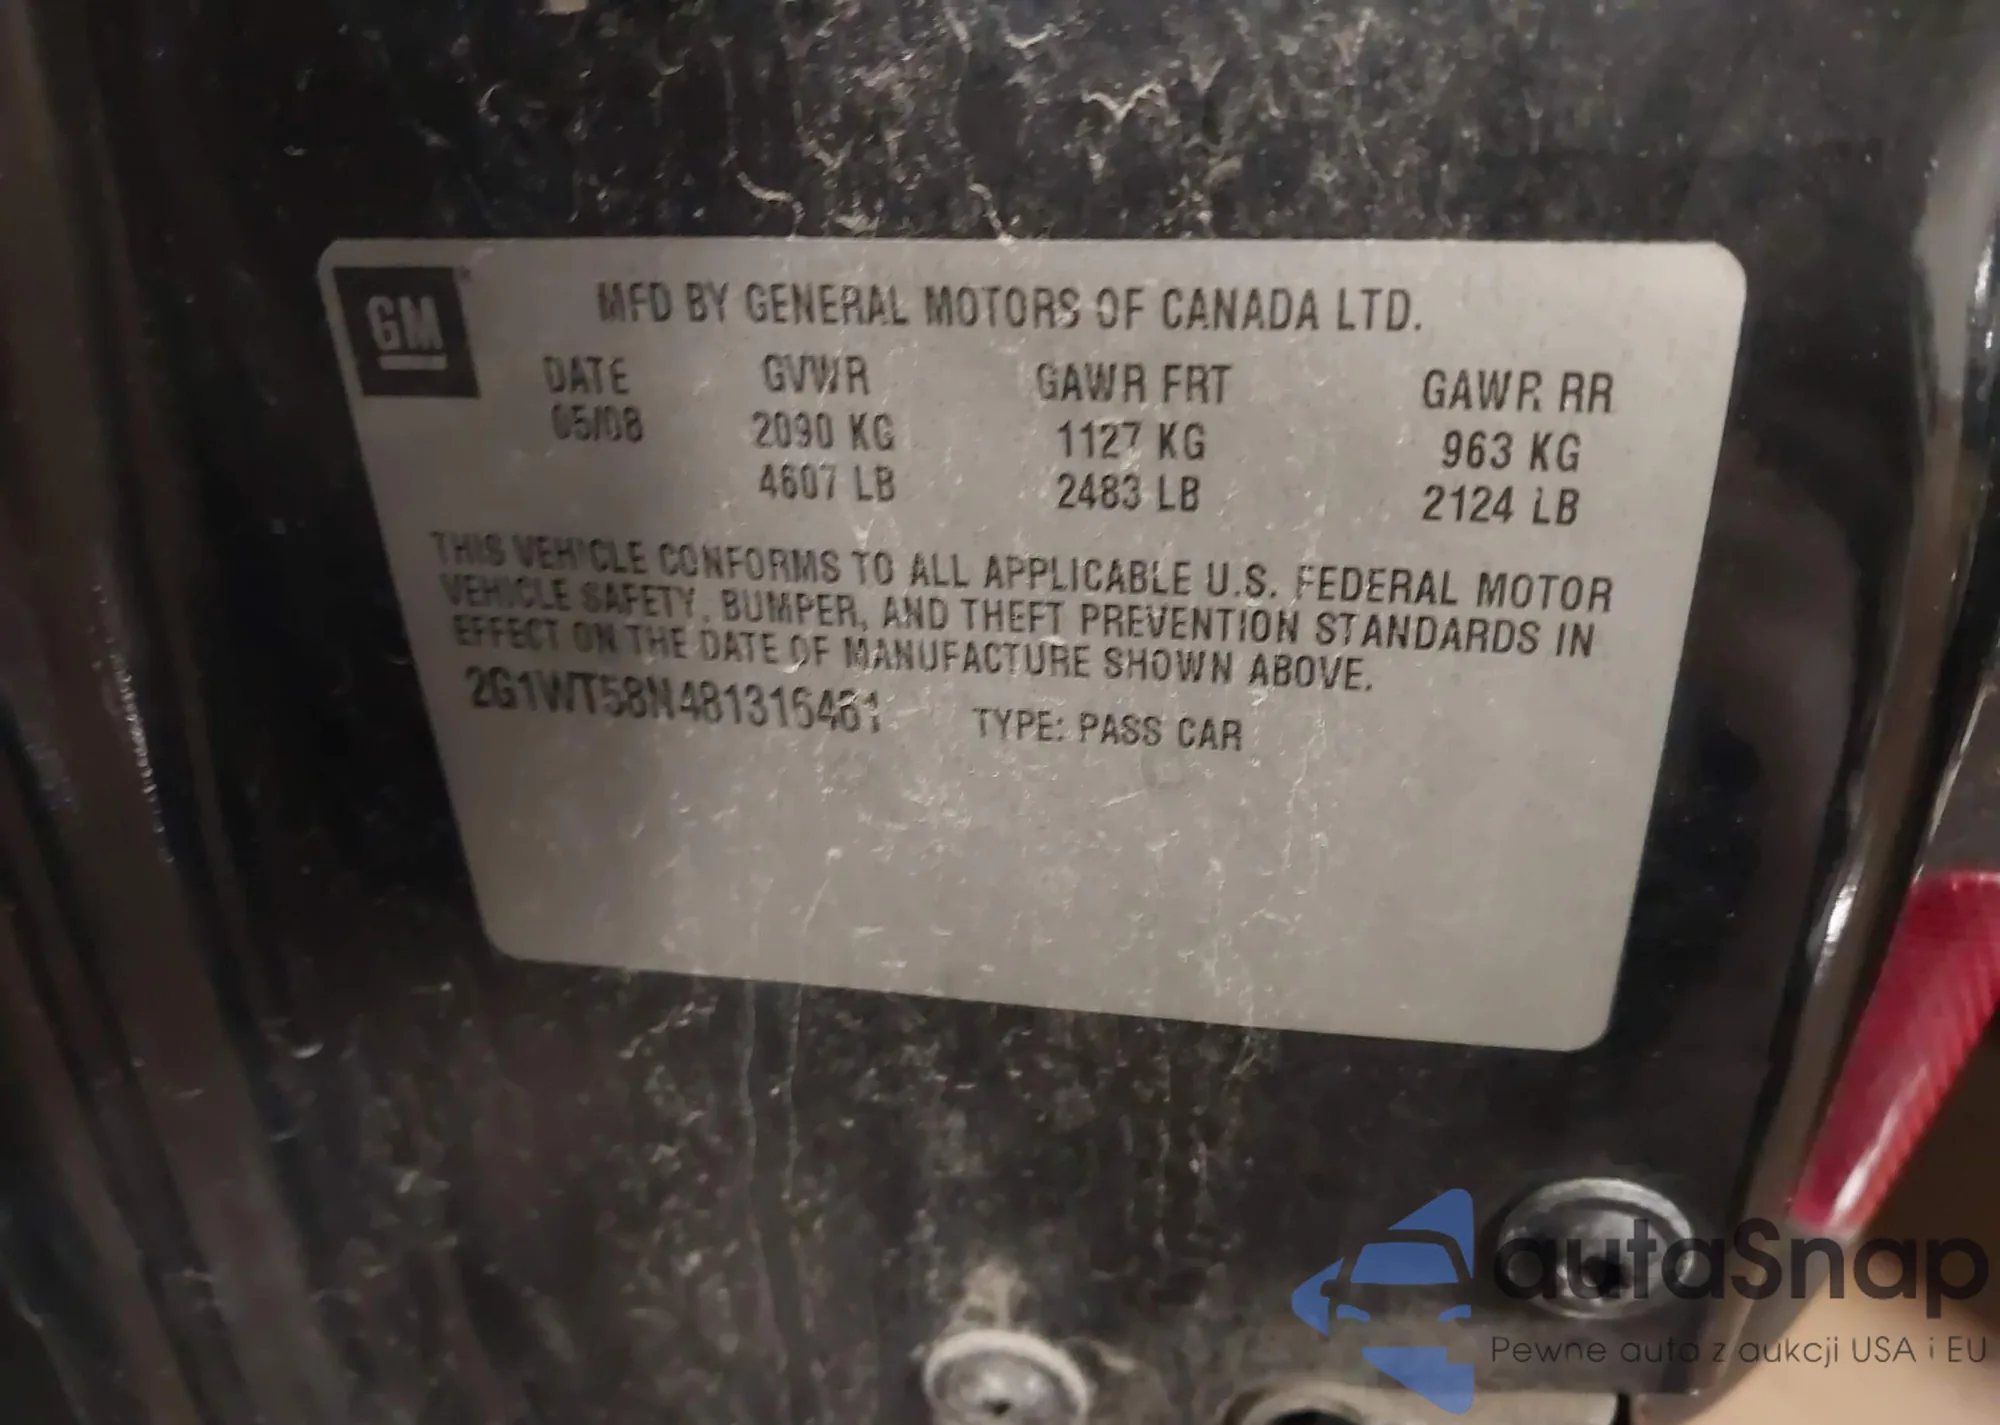 GM
MFD BY GENERAL MOTORS OF CANADA LTD.
DATE GVWR GAWR FRT GAWR RR
05/08 2090 KG 1127 KG 963 KG
4607 LB 2483 LB 2124 LB
THIS VEHICLE CONFORMS TO ALL APPLICABLE U.S. FEDERAL MOTOR
VEHICLE SAFETY, BUMPER, AND THEFT PREVENTION STANDARDS IN
EFFECT ON THE DATE OF MANUFACTURE SHOWN ABOVE.
2G1WT58N481316461 TYPE: PASS CAR
autaSnap
Pewne auta z aukcji USA i EU